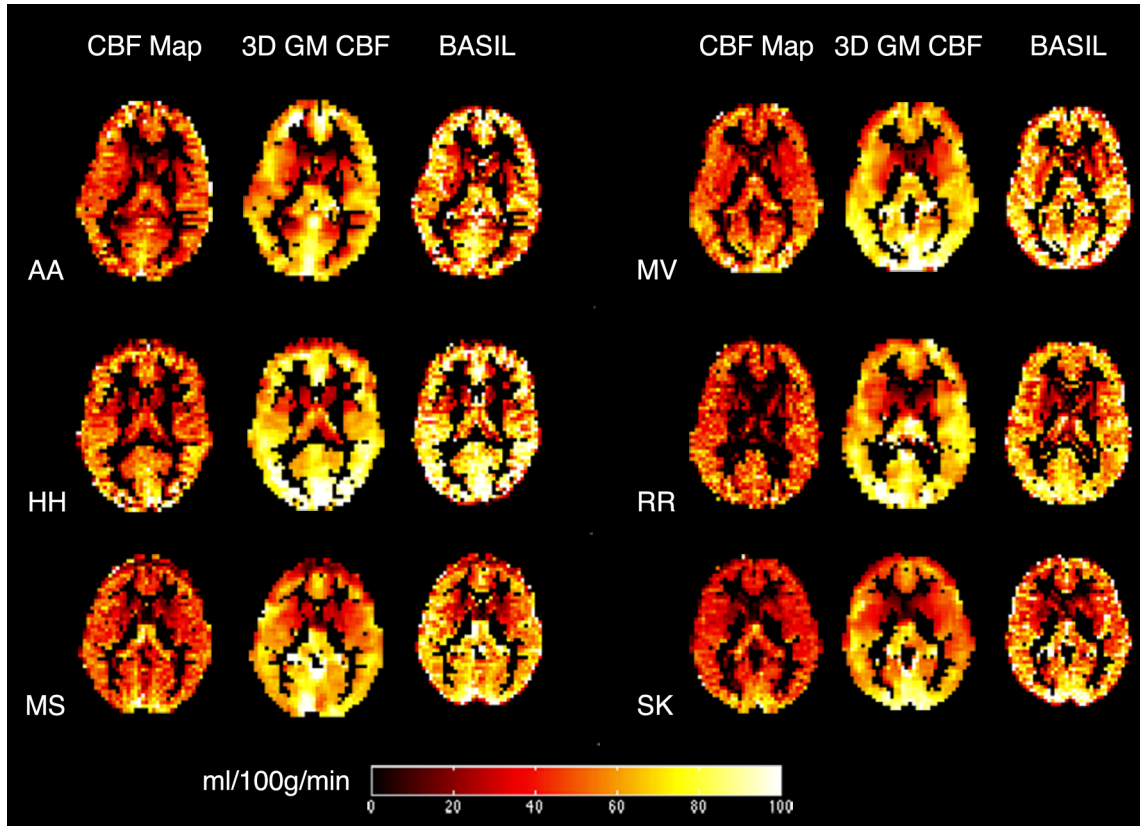 CBF Map 3D GM CBF BASIL CBF Map 3D GM CBF BASIL
AA MV
HH RR
MS SK
ml/100g/min
0 20 40 60 80 100